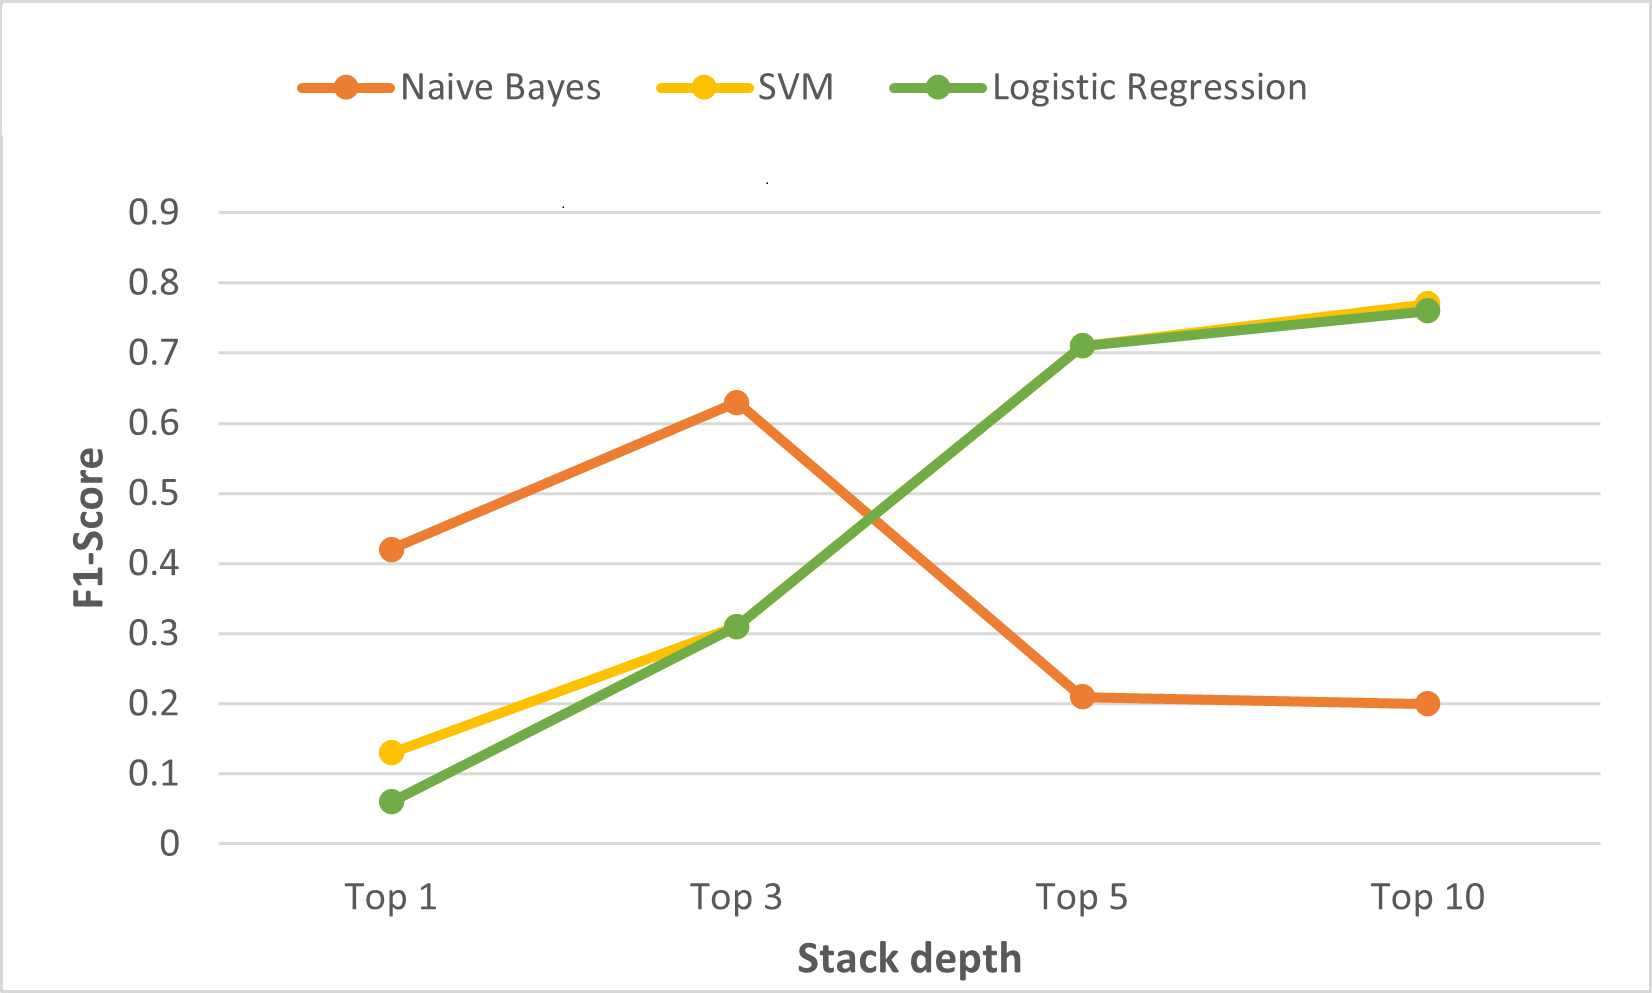 Naive Bayes SVM Logistic Regression
0.9
0.8
0.7
0.6
0.5
0.4
0.3
0.2
0.1
0
F1-Score
Top 1 Top 3 Top 5 Top 10
Stack depth